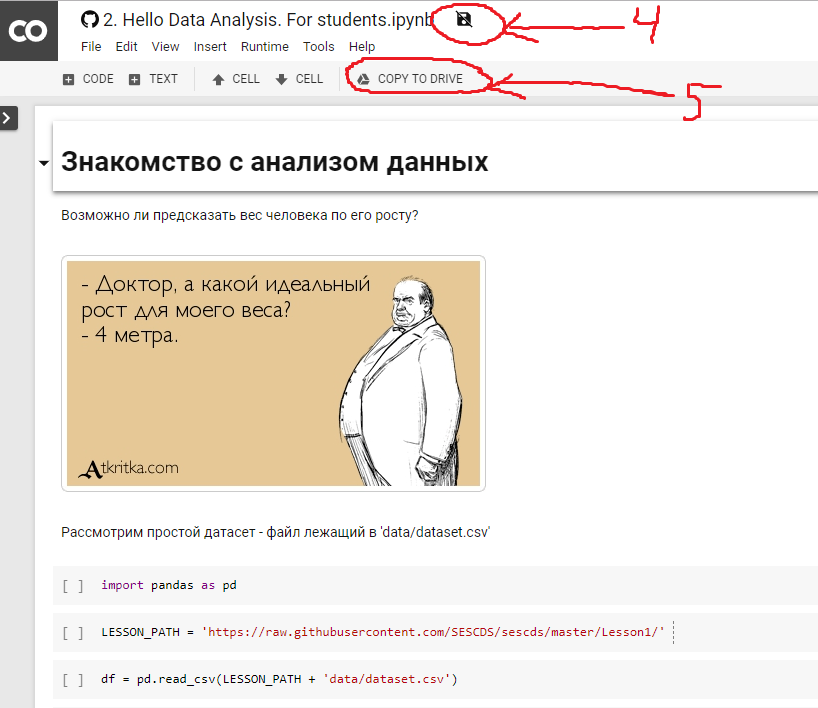 CO
2. Hello Data Analysis. For students.ipynb
4
File Edit View Insert Runtime Tools Help
CODE TEXT CELL CELL COPY TO DRIVE
5
Знакомство с анализом данных
Возможно ли предсказать вес человека по его росту?
- Доктор, а какой идеальный
рост для моего веса?
- 4 метра.
Atkritka.com
Рассмотрим простой датасет - файл лежащий в 'data/dataset.csv'
[ ] import pandas as pd
[ ] LESSON_PATH = 'https://raw.githubusercontent.com/SESCDS/sescds/master/Lesson1/'
[ ] df = pd.read_csv(LESSON_PATH + 'data/dataset.csv')